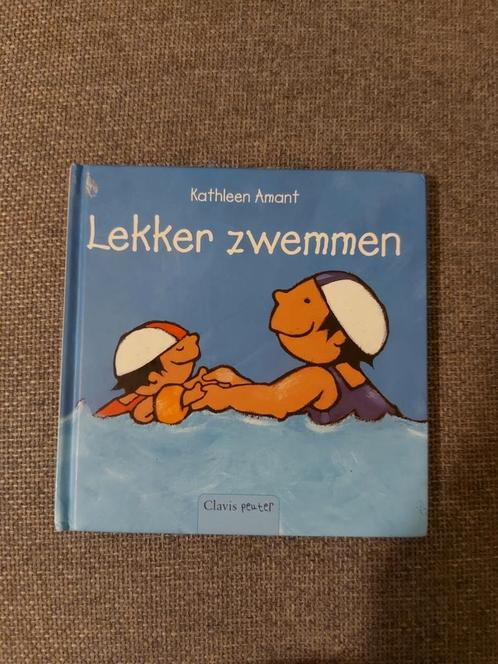 Kathleen Amant
Lekker zwemmen
Clavis peuter